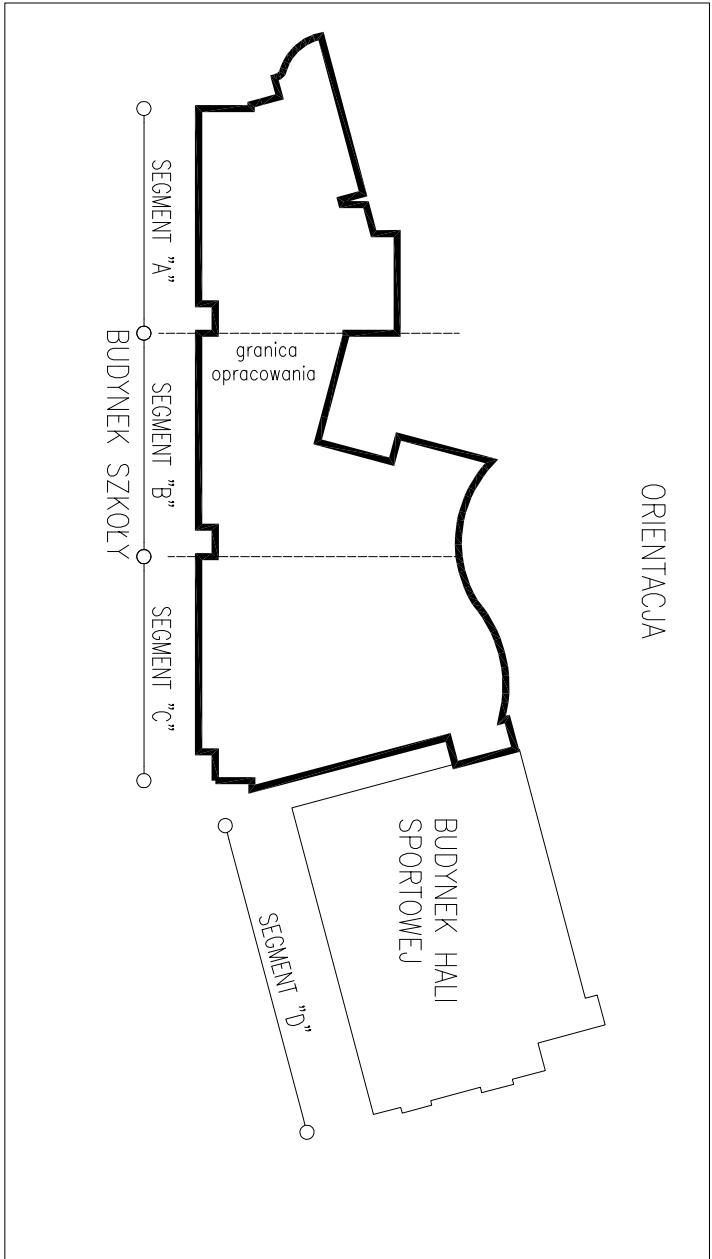 ORIENTACJA
BUDYNEK HALI
SPORTOWEJ
granica
opracowania
SEGMENT "A"
SEGMENT "B"
SEGMENT "C"
SEGMENT "D"
BUDYNEK SZKOŁY